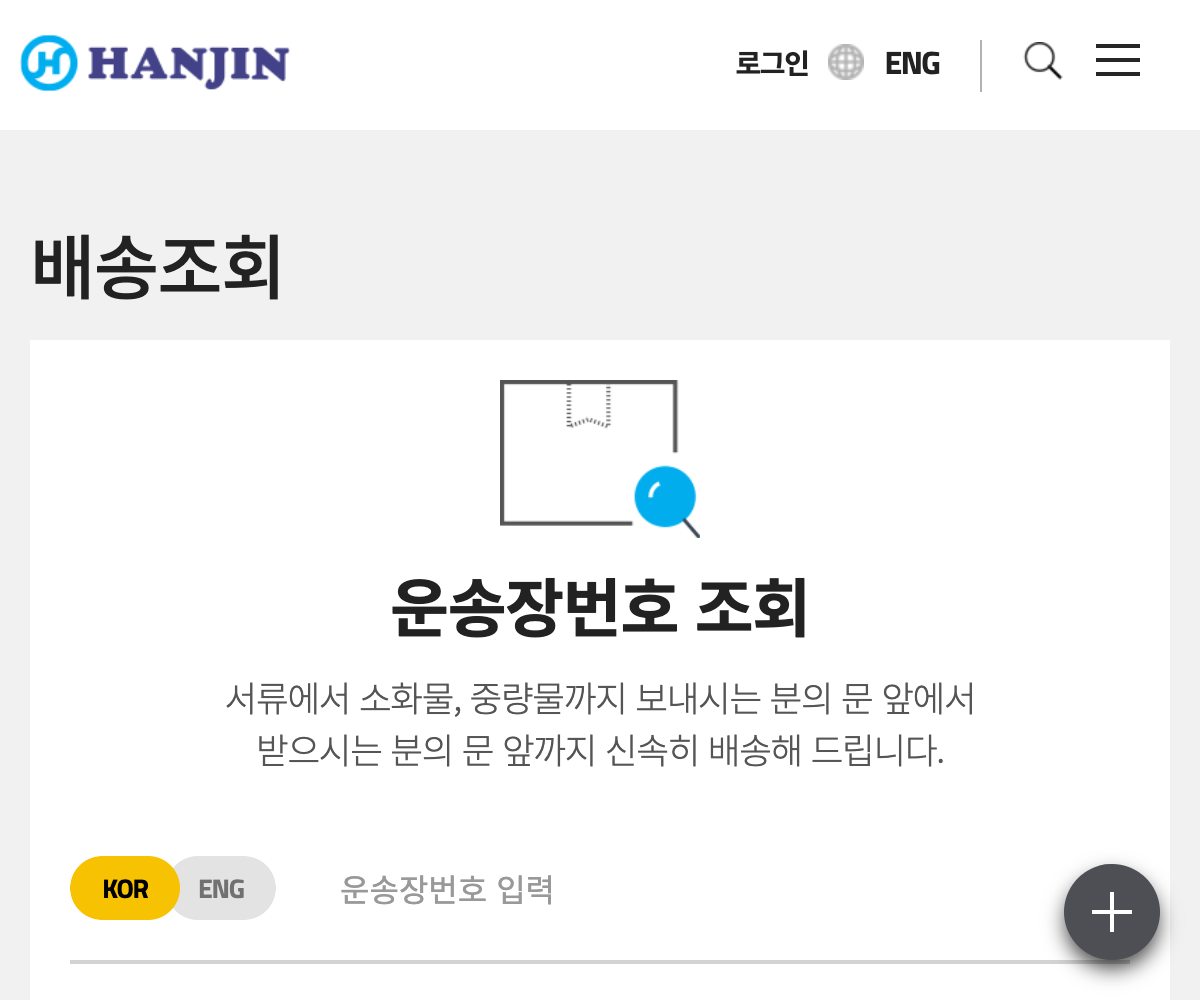 HANJIN
로그인 ENG
배송조회
운송장번호 조회
서류에서 소화물, 중량물까지 보내시는 분의 문 앞에서
받으시는 분의 문 앞까지 신속히 배송해 드립니다.
KOR ENG 운송장번호 입력